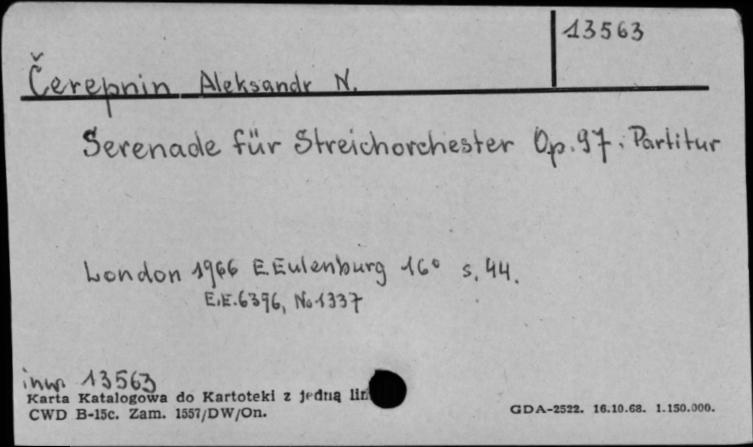 13563
Čerepnin Aleksandr N.
Serenade für Streichorchester Op. 97. Partitur
London 1966 E.Eulenburg 16° s. 44.
E.E. 6396, No 1337
inw. 13563
Karta Katalogowa do Kartoteki z jedną
CWD B-15c. Zam. 1557/DW/On.
GDA-2522. 16.10.68. 1.150.000.